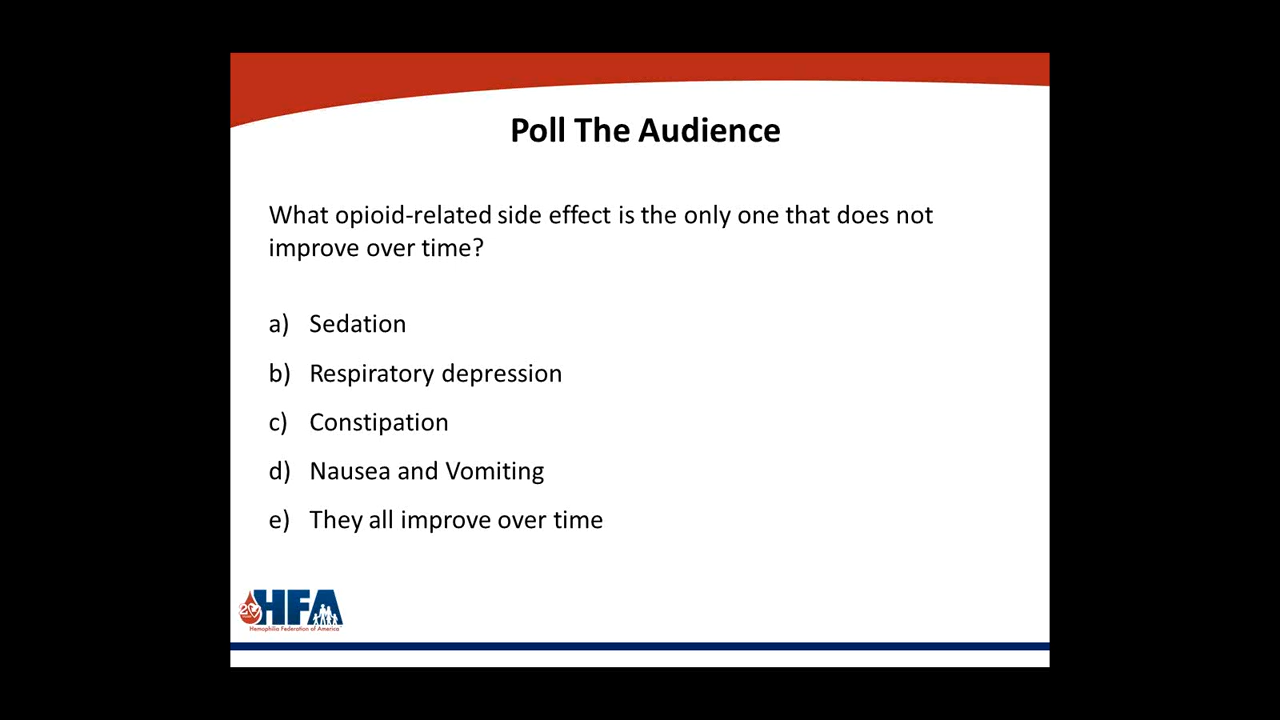 Poll The Audience
What opioid-related side effect is the only one that does not
improve over time?
a) Sedation
b) Respiratory depression
c) Constipation
d) Nausea and Vomiting
e) They all improve over time
HFA
Hemophilia Federation of America